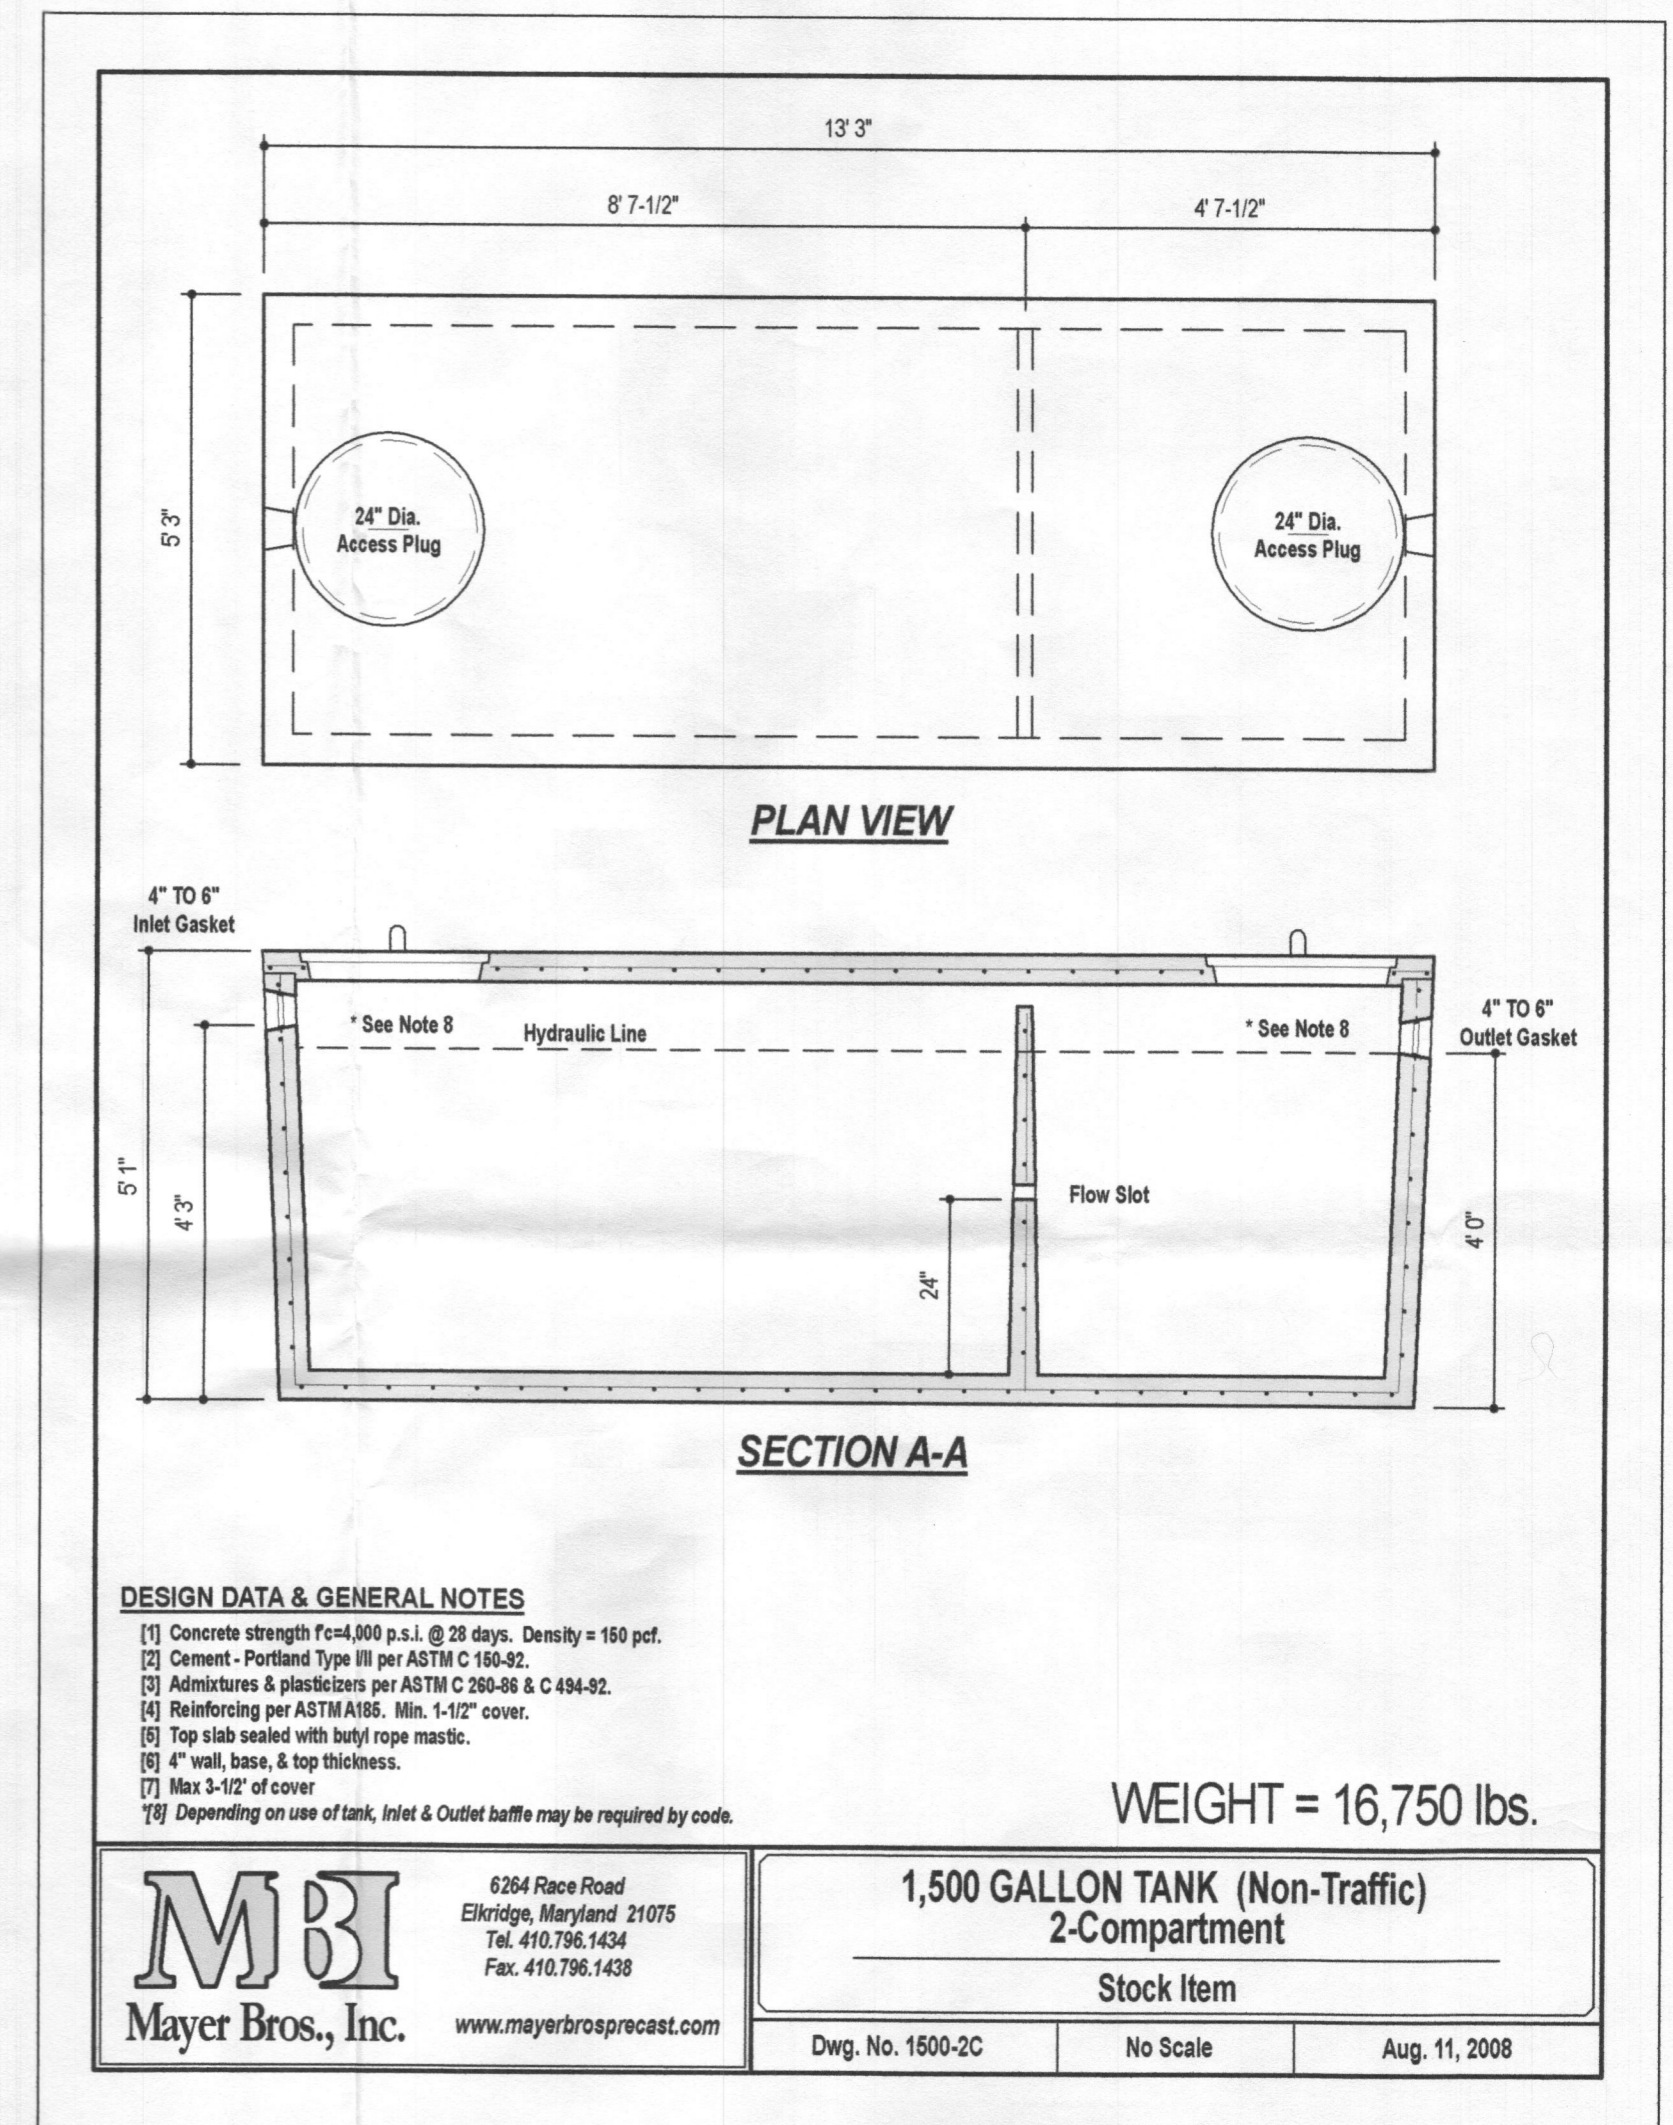 13' 3"
8' 7-1/2"
4' 7-1/2"
5' 3"
24" Dia.
Access Plug
24" Dia.
Access Plug
PLAN VIEW
4" TO 6"
Inlet Gasket
* See Note 8
Hydraulic Line
* See Note 8
4" TO 6"
Outlet Gasket
5' 1"
4' 3"
Flow Slot
24"
4' 0"
SECTION A-A
DESIGN DATA & GENERAL NOTES
[1] Concrete strength f'c=4,000 p.s.i. @ 28 days. Density = 150 pcf.
[2] Cement - Portland Type I/II per ASTM C 150-92.
[3] Admixtures & plasticizers per ASTM C 260-86 & C 494-92.
[4] Reinforcing per ASTM A185. Min. 1-1/2" cover.
[5] Top slab sealed with butyl rope mastic.
[6] 4" wall, base, & top thickness.
[7] Max 3-1/2' of cover
*[8] Depending on use of tank, Inlet & Outlet baffle may be required by code.
WEIGHT = 16,750 lbs.
MBI
Mayer Bros., Inc.
6264 Race Road
Elkridge, Maryland 21075
Tel. 410.796.1434
Fax. 410.796.1438
www.mayerbrosprecast.com
1,500 GALLON TANK (Non-Traffic)
2-Compartment
Stock Item
Dwg. No. 1500-2C
No Scale
Aug. 11, 2008